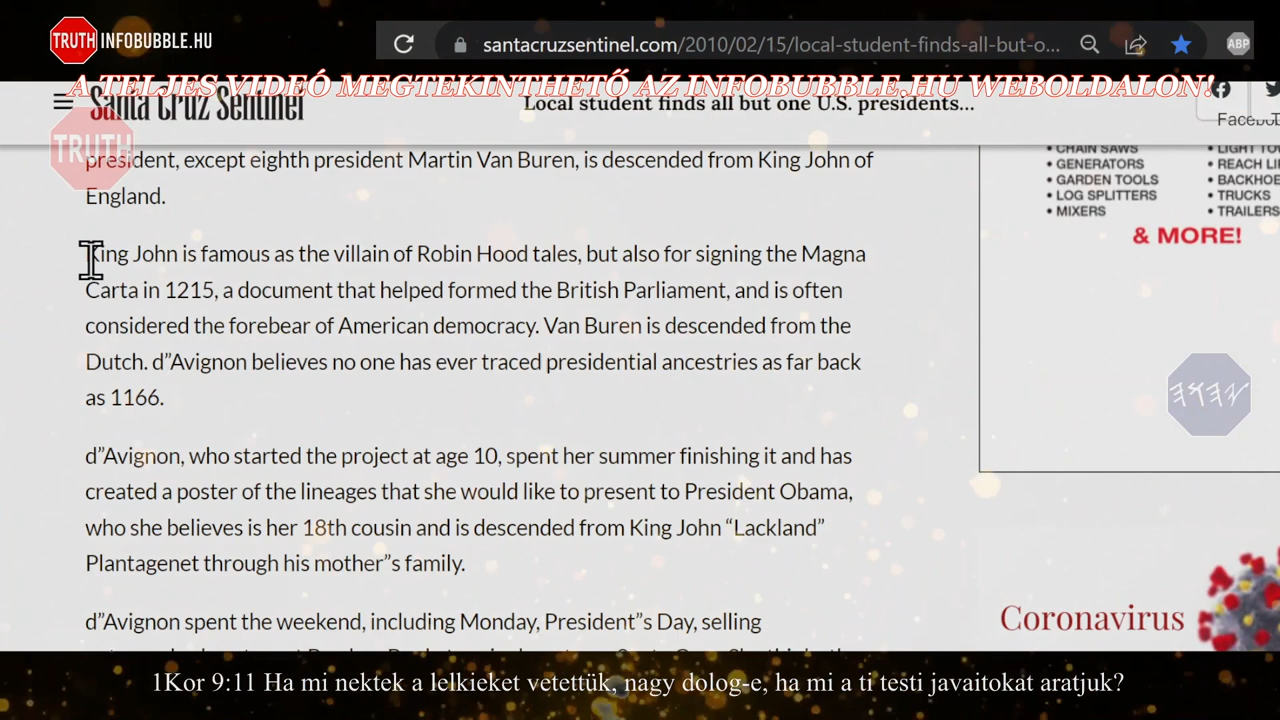 TRUTH INFOBUBBLE.HU
santacruzsentinel.com/2010/02/15/local-student-finds-all-but-o...
ABP
A TELJES VIDEÓ MEGTEKINTHETŐ AZ INFOBUBBLE.HU WEBOLDALON!
Santa Cruz Sentinel
Local student finds all but one U.S. presidents...
TRUTH
president, except eighth president Martin Van Buren, is descended from King John of
England.
King John is famous as the villain of Robin Hood tales, but also for signing the Magna
Carta in 1215, a document that helped formed the British Parliament, and is often
considered the forebear of American democracy. Van Buren is descended from the
Dutch. d”Avignon believes no one has ever traced presidential ancestries as far back
as 1166.
d”Avignon, who started the project at age 10, spent her summer finishing it and has
created a poster of the lineages that she would like to present to President Obama,
who she believes is her 18th cousin and is descended from King John “Lackland”
Plantagenet through his mother”s family.
d”Avignon spent the weekend, including Monday, President”s Day, selling
• CHAIN SAWS
• GENERATORS
• GARDEN TOOLS
• LOG SPLITTERS
• MIXERS
• TRUCKS
& MORE!
𐤉𐤄𐤅𐤄
Coronavirus
1Kor 9:11 Ha mi nektek a lelkieket vetettük, nagy dolog-e, ha mi a ti testi javaitokat aratjuk?